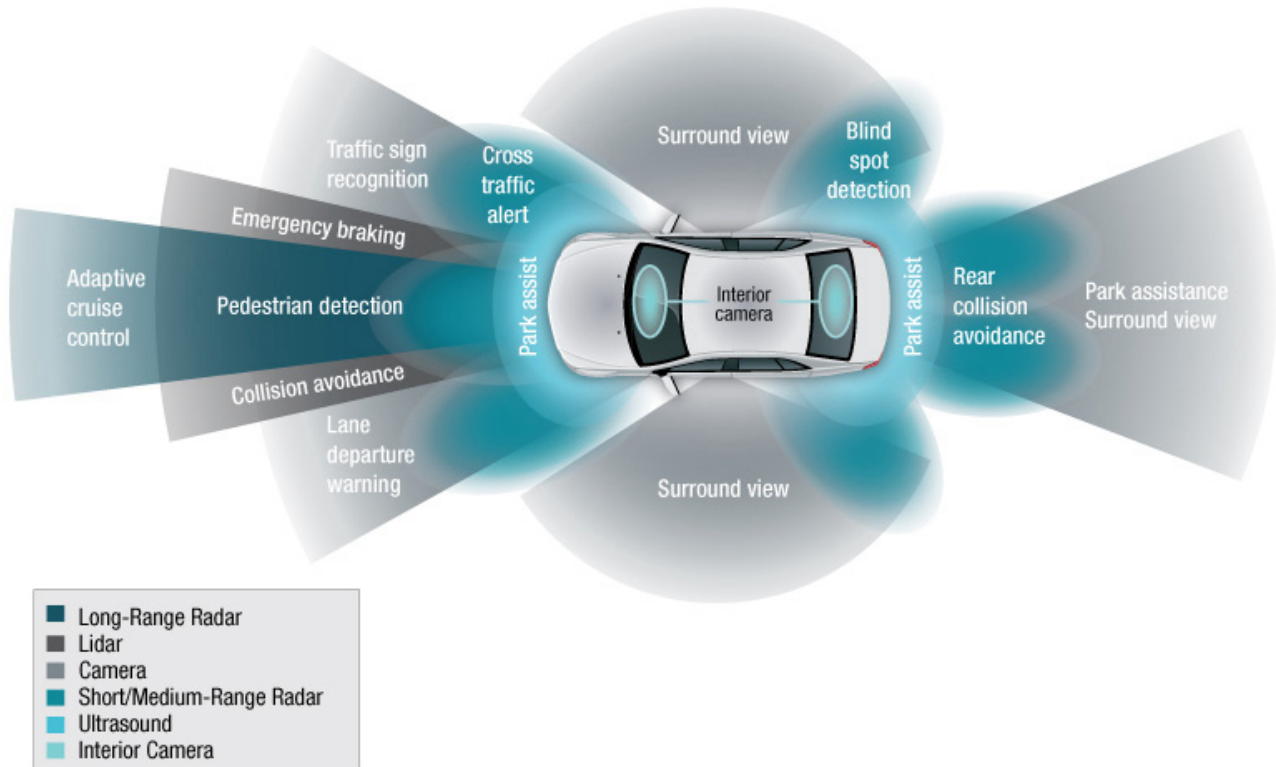 Traffic sign
recognition
Cross
traffic
alert
Surround view
Blind
spot
detection
Emergency braking
Adaptive
cruise
control
Pedestrian detection
Park assist
Interior
camera
Park assist
Rear
collision
avoidance
Park assistance
Surround view
Collision avoidance
Lane
departure
warning
Surround view
Long-Range Radar
Lidar
Camera
Short/Medium-Range Radar
Ultrasound
Interior Camera